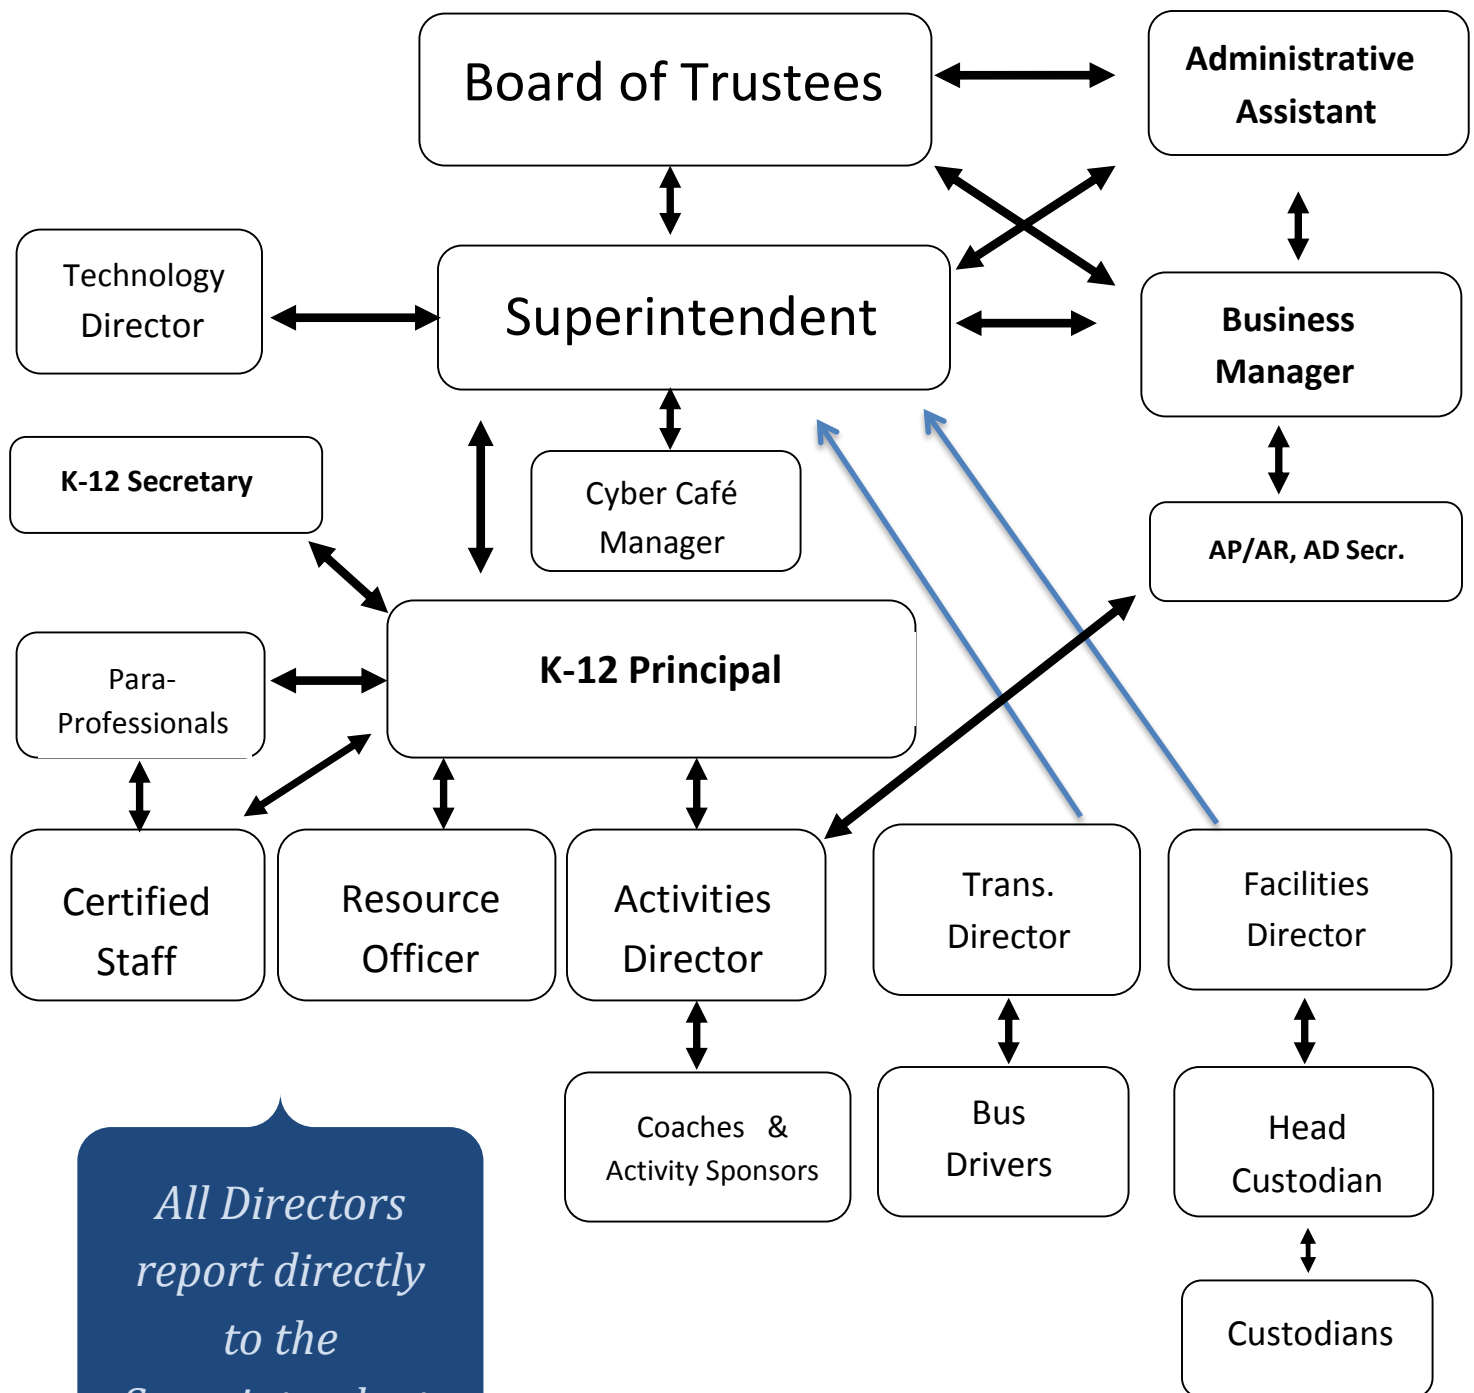 Board of Trustees
Administrative
Assistant
Technology
Director
Superintendent
Business
Manager
K-12 Secretary
Cyber Café
Manager
AP/AR, AD Secr.
K-12 Principal
Para-
Professionals
Certified
Staff
Resource
Officer
Activities
Director
Trans.
Director
Facilities
Director
Coaches &
Activity Sponsors
Bus
Drivers
Head
Custodian
Custodians
All Directors
report directly
to the